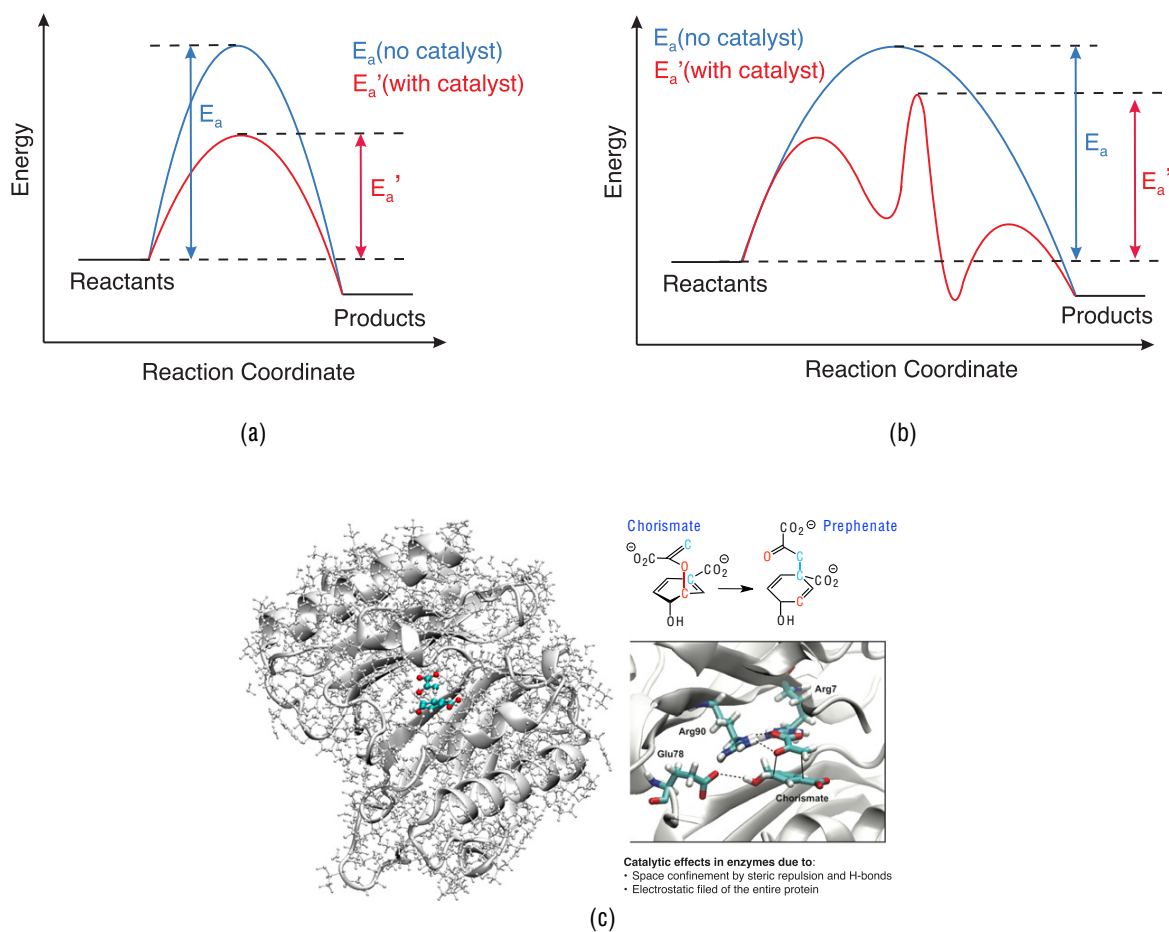 Eₐ(no catalyst)
Eₐ'(with catalyst)
Eₐ
Eₐ'
Energy
Reactants
Products
Reaction Coordinate
(a)
Eₐ(no catalyst)
Eₐ'(with catalyst)
Eₐ
Eₐ'
Energy
Reactants
Products
Reaction Coordinate
(b)
Chorismate
Prephenate
⊖O₂C
C
O
C
CO₂⊖
C
OH
CO₂⊖
O
C
C
CO₂⊖
C
OH
Arg7
Arg90
Glu78
Chorismate
Catalytic effects in enzymes due to:
• Space confinement by steric repulsion and H-bonds
• Electrostatic filed of the entire protein
(c)